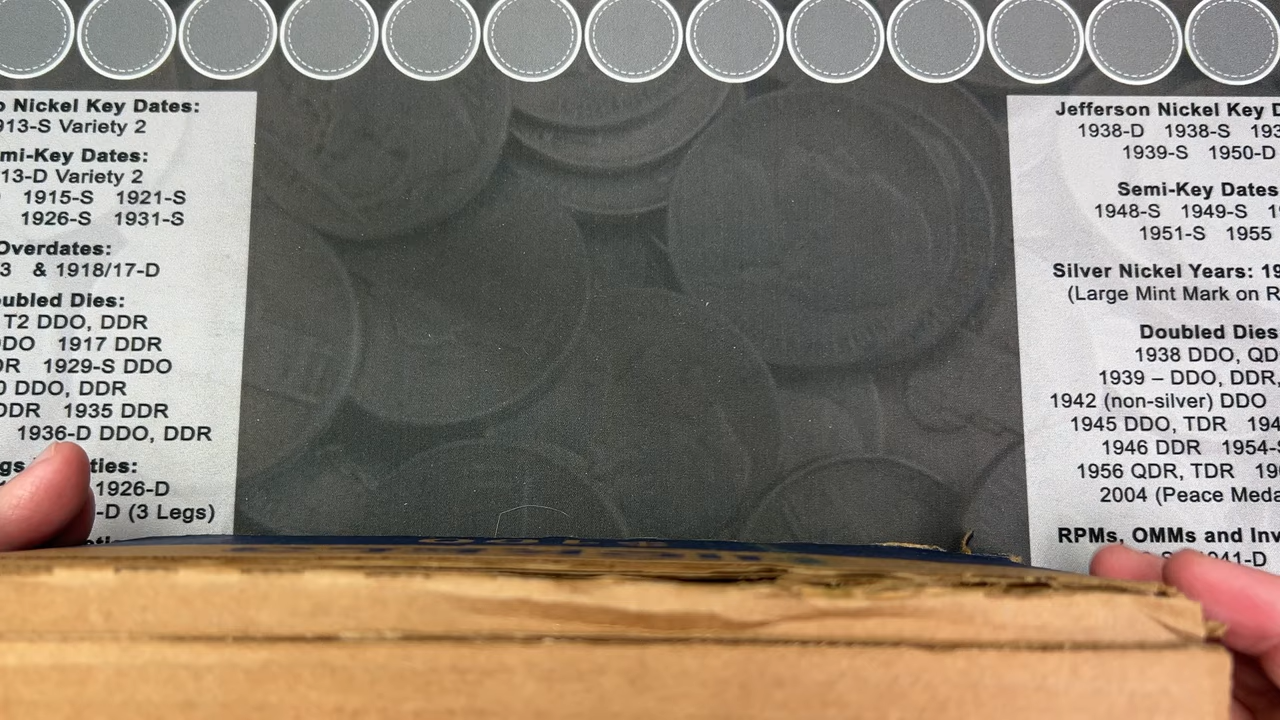 o Nickel Key Dates:
913-S Variety 2
mi-Key Dates:
13-D Variety 2
1915-S 1921-S
1926-S 1931-S
Overdates:
3 & 1918/17-D
oubled Dies:
T2 DDO, DDR
DDO 1917 DDR
DR 1929-S DDO
0 DDO, DDR
DDR 1935 DDR
1936-D DDO, DDR
gs ties:
1926-D
-D (3 Legs)
Jefferson Nickel Key D
1938-D 1938-S 193
1939-S 1950-D
Semi-Key Dates
1948-S 1949-S 1
1951-S 1955
Silver Nickel Years: 19
(Large Mint Mark on R
Doubled Dies
1938 DDO, QD
1939 – DDO, DDR,
1942 (non-silver) DDO
1945 DDO, TDR 194
1946 DDR 1954-S
1956 QDR, TDR 19
2004 (Peace Meda
RPMs, OMMs and Inv
S 1941-D